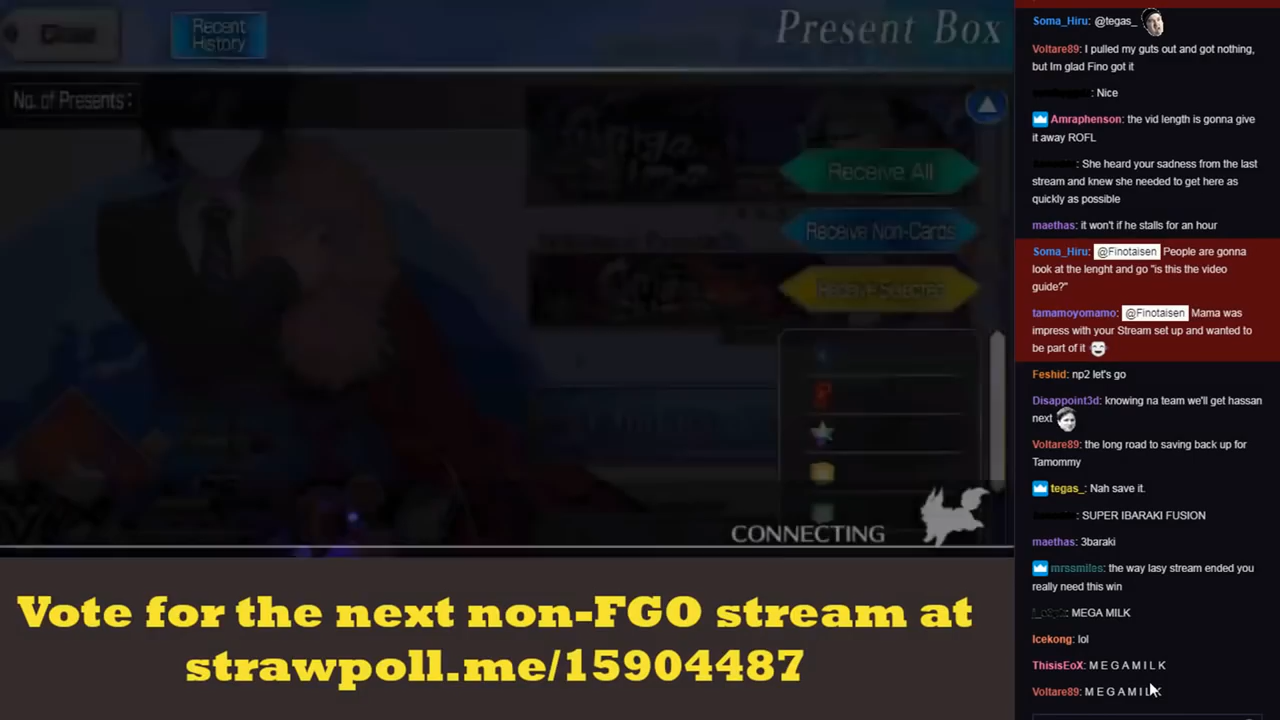 Recent
History
Present Box
No. of Presents:
Receive All
Receive Non-Cards
Receive Selected
CONNECTING
Vote for the next non-FGO stream at
strawpoll.me/15904487
Soma_Hiru: @tegas_
Voltare89: I pulled my guts out and got nothing,
but Im glad Fino got it
: Nice
Amraphenson: the vid length is gonna give
it away ROFL
: She heard your sadness from the last
stream and knew she needed to get here as
quickly as possible
maethas: it won't if he stalls for an hour
Soma_Hiru: @Finotaisen People are gonna
look at the lenght and go "is this the video
guide?"
tamamoyomamo: @Finotaisen Mama was
impress with your Stream set up and wanted to
be part of it
Feshid: np2 let's go
Disappoint3d: knowing na team we'll get hassan
next
Voltare89: the long road to saving back up for
Tamommy
tegas_: Nah save it.
: SUPER IBARAKI FUSION
maethas: 3baraki
mrssmiles: the way lasy stream ended you
really need this win
: MEGA MILK
Icekong: lol
ThisisEoX: M E G A M I L K
Voltare89: M E G A M I L K